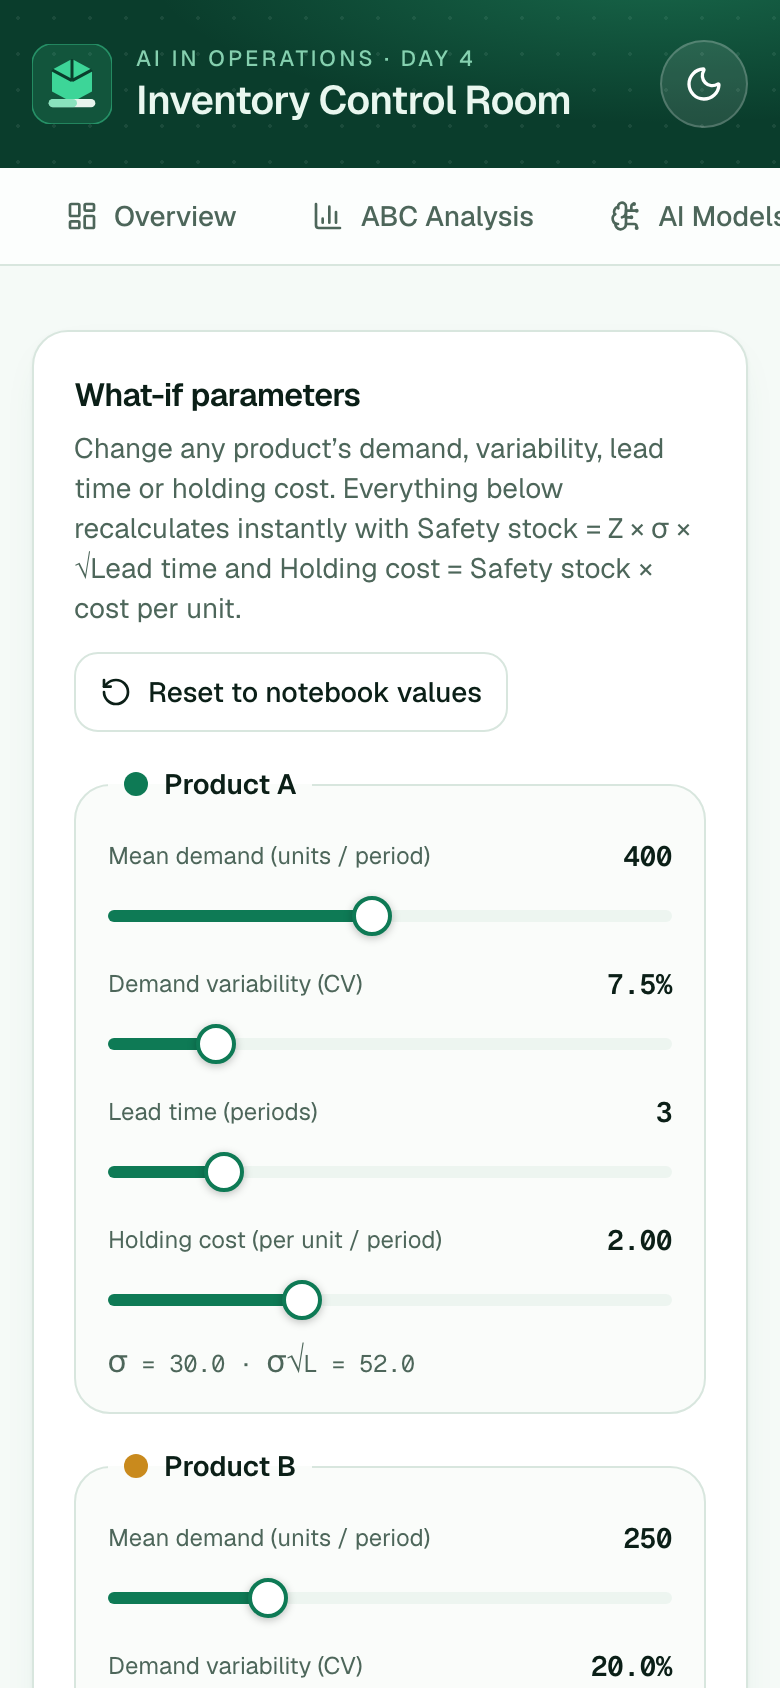 AI IN OPERATIONS · DAY 4
Inventory Control Room
Overview
ABC Analysis
AI Models
What-if parameters
Change any product’s demand, variability, lead
time or holding cost. Everything below
recalculates instantly with Safety stock = Z × σ ×
√Lead time and Holding cost = Safety stock ×
cost per unit.
Reset to notebook values
Product A
Mean demand (units / period) 400
Demand variability (CV) 7.5%
Lead time (periods) 3
Holding cost (per unit / period) 2.00
σ = 30.0 · σ√L = 52.0
Product B
Mean demand (units / period) 250
Demand variability (CV) 20.0%